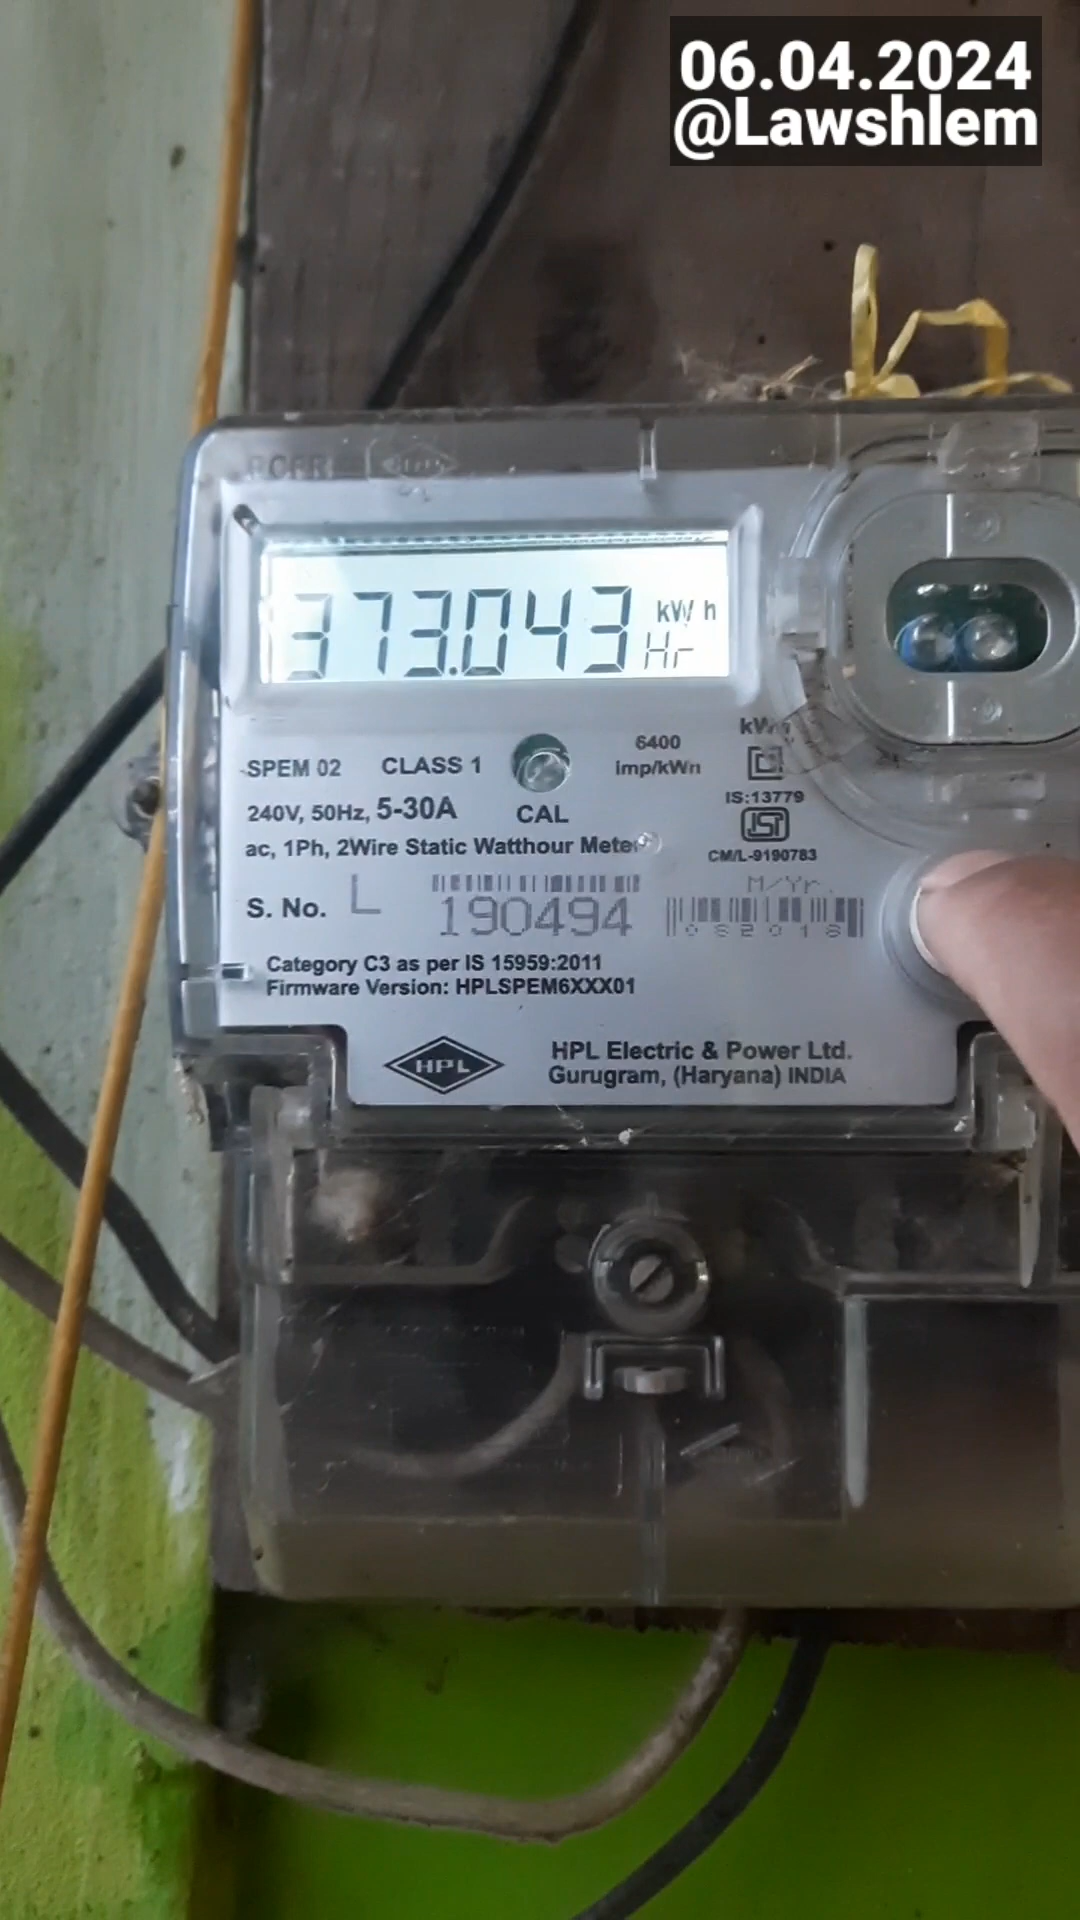 06.04.2024
@Lawshlem
373.043 kWh
Hr
SPEM 02 CLASS 1
6400
imp/kWh
240V, 50Hz, 5-30A CAL
IS:13779
ac, 1Ph, 2Wire Static Watthour Meter
CM/L-9190783
M/Yr.
S. No. L 190494
082018
Category C3 as per IS 15959:2011
Firmware Version: HPLSPEM6XXX01
HPL
HPL Electric & Power Ltd.
Gurugram, (Haryana) INDIA